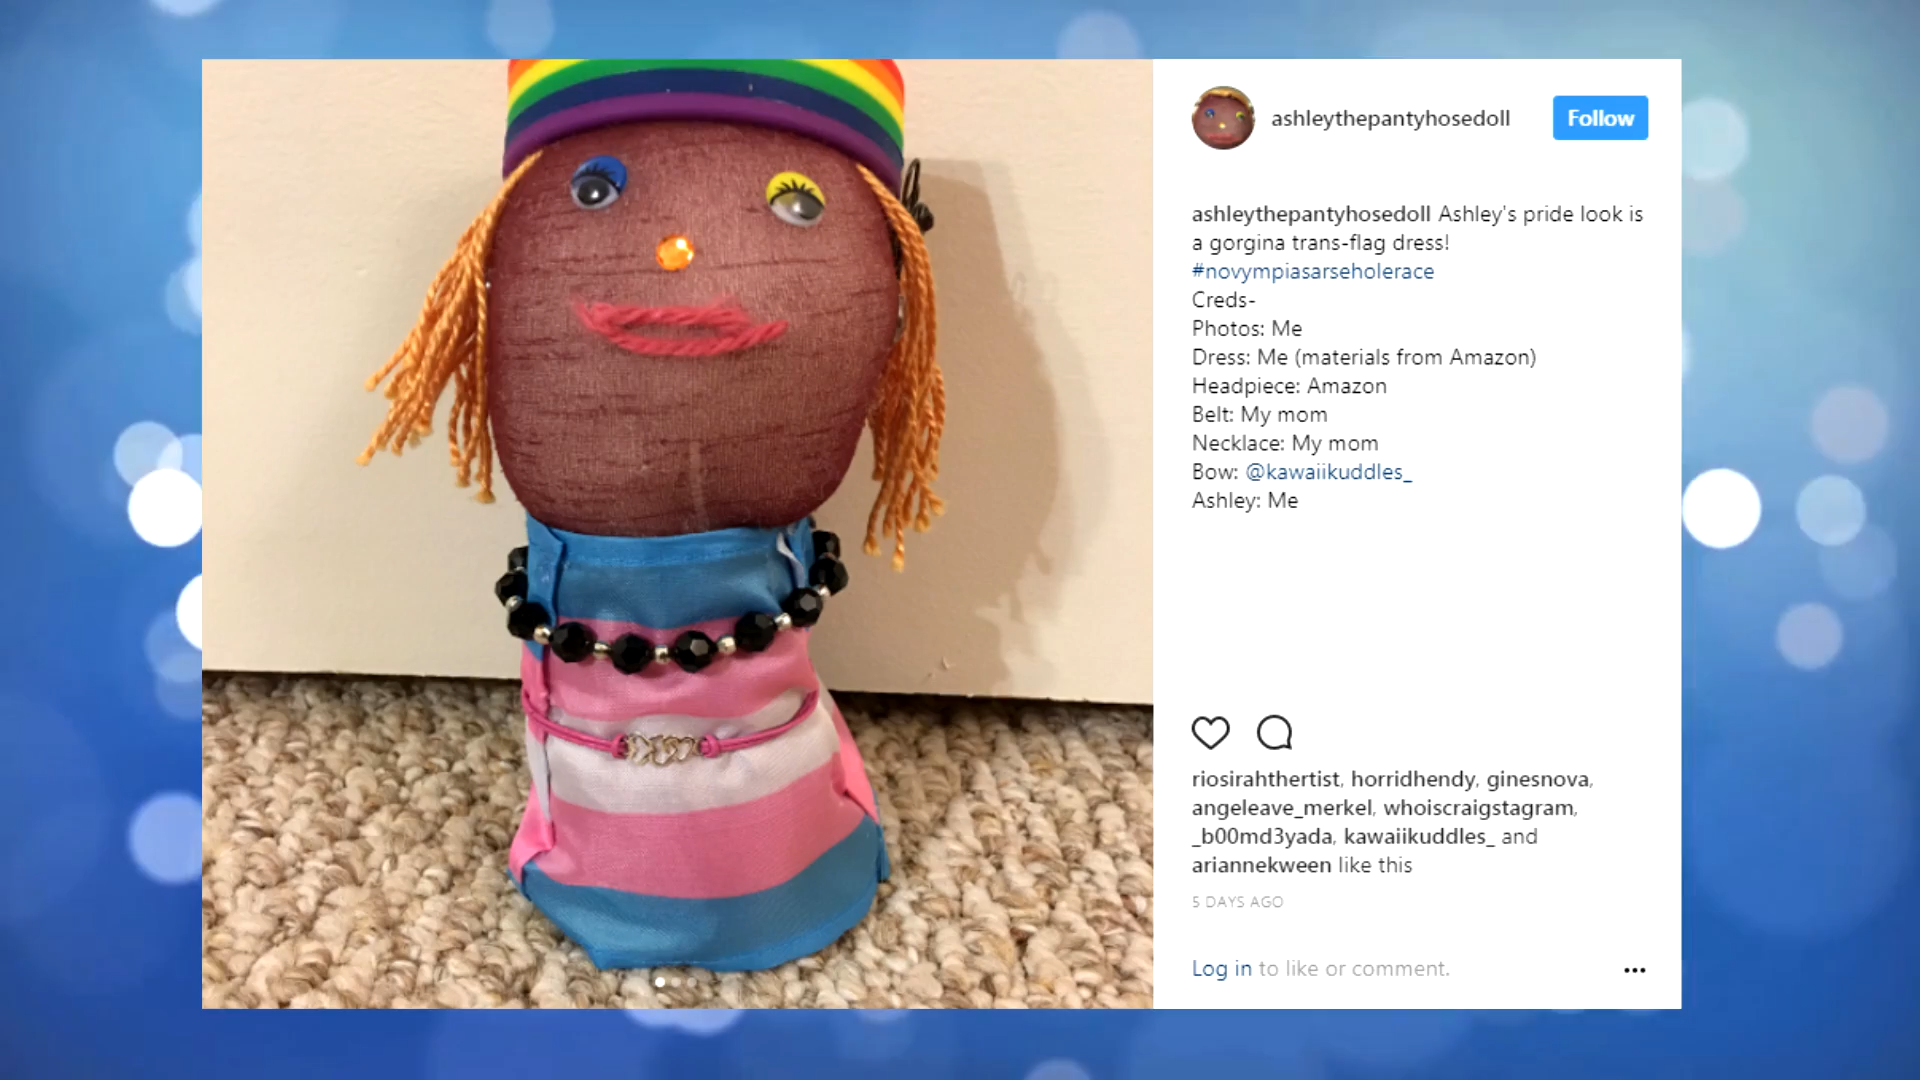 ashleythepantyhosedoll
Follow
ashleythepantyhosedoll Ashley's pride look is
a gorgina trans-flag dress!
#novympiasarseholerace
Creds-
Photos: Me
Dress: Me (materials from Amazon)
Headpiece: Amazon
Belt: My mom
Necklace: My mom
Bow: @kawaiikuddles_
Ashley: Me
riosirahthertist, horridhendy, ginesnova,
angeleave_merkel, whoiscraigstagram,
_b00md3yada, kawaiikuddles_ and
ariannekween like this
5 DAYS AGO
Log in to like or comment.